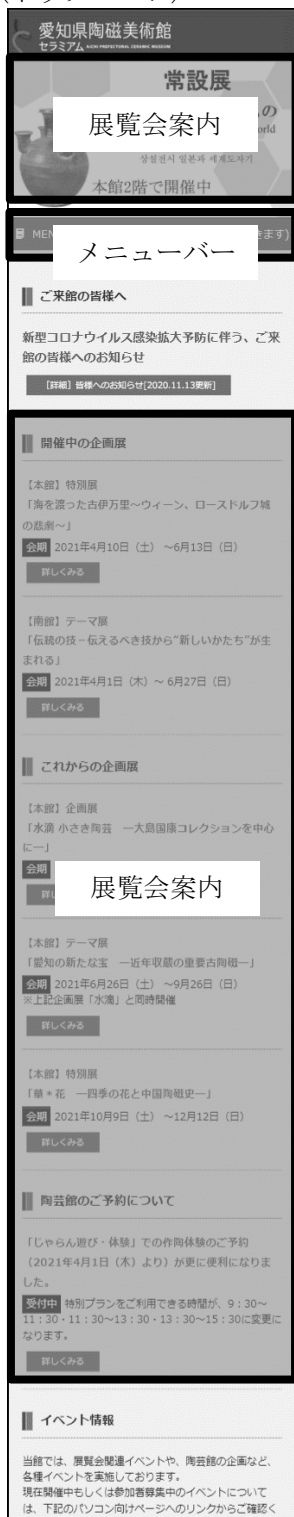 愛知県陶磁美術館
セラミアム AICHI PREFECTURAL CERAMIC MUSEUM
常設展
の
orld
展覧会案内
상설전시 일본과 세계도자기
本館2階で開催中
MEN
きます)
メニューバー
ご来館の皆様へ
新型コロナウイルス感染拡大予防に伴う、ご来
館の皆様へのお知らせ
[詳細] 皆様へのお知らせ[2020.11.13更新]
開催中の企画展
【本館】特別展
「海を渡った古伊万里～ウィーン、ロースドルフ城
の悲劇～」
会期 2021年4月10日（土）～6月13日（日）
詳しくみる
【南館】テーマ展
「伝統の技－伝えるべき技から“新しいかたち”が生
まれる」
会期 2021年4月1日（木）～ 6月27日（日）
詳しくみる
これからの企画展
【本館】企画展
「水滴 小さき陶芸 ―大島国康コレクションを中心
に―」
会期
展覧会案内
【本館】テーマ展
「愛知の新たな宝 ―近年収蔵の重要古陶磁―」
会期 2021年6月26日（土）～9月26日（日）
※上記企画展「水滴」と同時開催
詳しくみる
【本館】特別展
「華＊花 ―四季の花と中国陶磁史―」
会期 2021年10月9日（土）～12月12日（日）
詳しくみる
陶芸館のご予約について
「じゃらん遊び・体験」での作陶体験のご予約
（2021年4月1日（木）より）が更に便利になりま
した。
受付中 特別プランをご利用できる時間が、9：30～
11：30・11：30～13：30・13：30～15：30に変更に
なります。
詳しくみる
イベント情報
当館では、展覧会関連イベントや、陶芸館の企画など、
各種イベントを実施しております。
現在開催中もしくは参加者募集中のイベントについて
は、下記のパソコン向けページへのリンクからご確認く